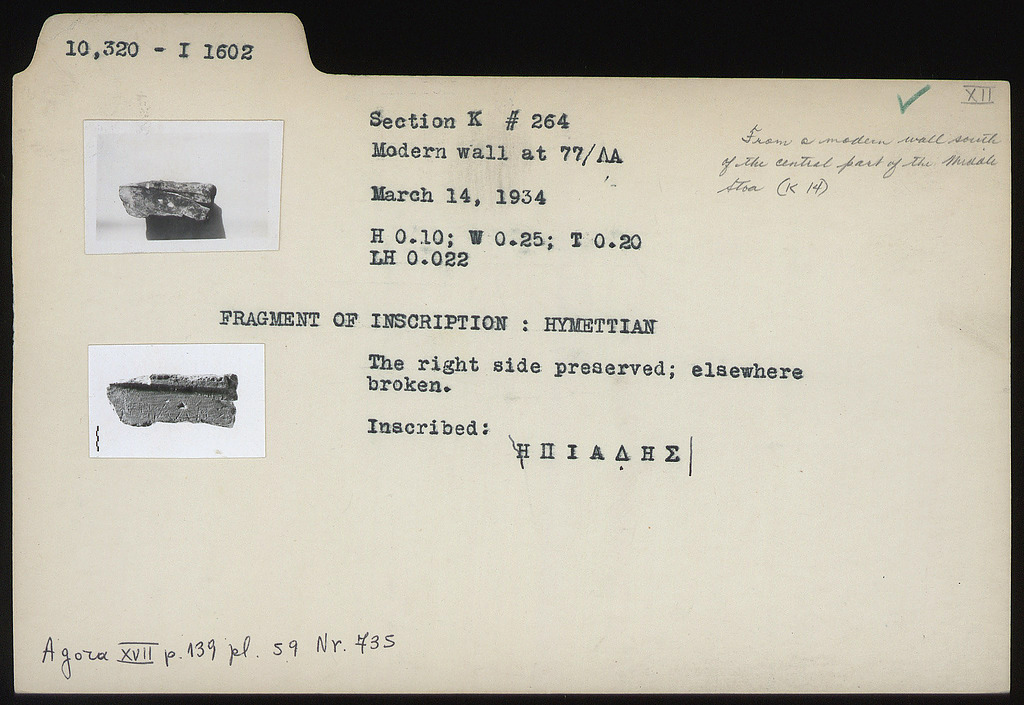 10,320 - I 1602
XII
Section K # 264
Modern wall at 77/ΛΑ
From a modern wall south
of the central part of the Middle
Stoa (K 14)
March 14, 1934
H 0.10; W 0.25; T 0.20
LH 0.022
FRAGMENT OF INSCRIPTION : HYMETTIAN
The right side preserved; elsewhere
broken.
Inscribed:
Η Π Ι Α Δ Η Σ
Agora XVII p. 139 pl. 59 Nr. 735